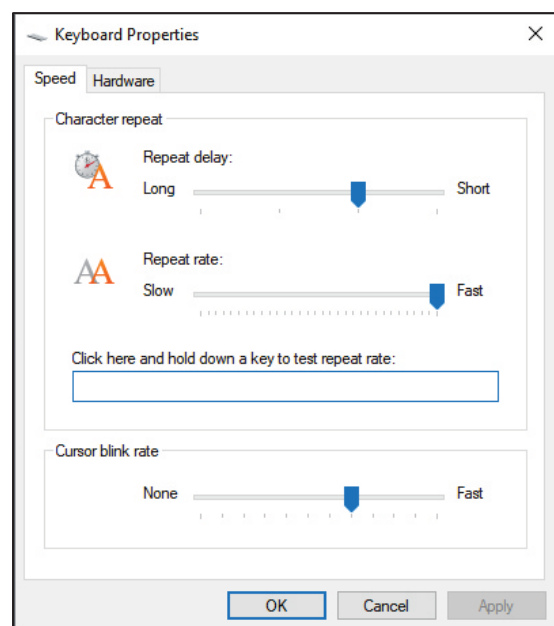 Keyboard Properties
Speed Hardware
Character repeat
Repeat delay:
Long Short
Repeat rate:
Slow Fast
Click here and hold down a key to test repeat rate:
Cursor blink rate
None Fast
OK Cancel Apply